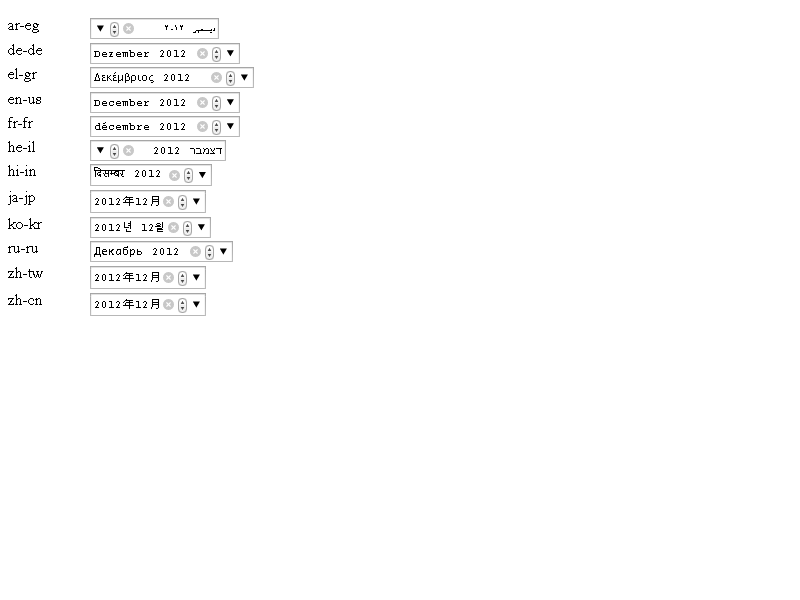 ar-eg ديسمبر ٢٠١٢
de-de Dezember 2012
el-gr Δεκέμβριος 2012
en-us December 2012
fr-fr décembre 2012
he-il דצמבר 2012
hi-in दिसम्बर 2012
ja-jp 2012年12月
ko-kr 2012년 12월
ru-ru Декабрь 2012
zh-tw 2012年12月
zh-cn 2012年12月